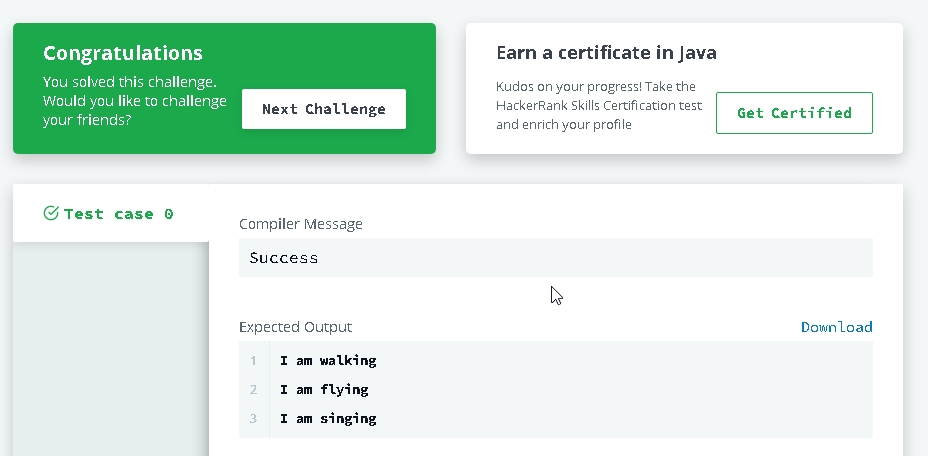 Congratulations
You solved this challenge.
Would you like to challenge
your friends?
Next Challenge
Earn a certificate in Java
Kudos on your progress! Take the
HackerRank Skills Certification test
and enrich your profile
Get Certified
Test case 0
Compiler Message
Success
Expected Output
Download
1 I am walking
2 I am flying
3 I am singing